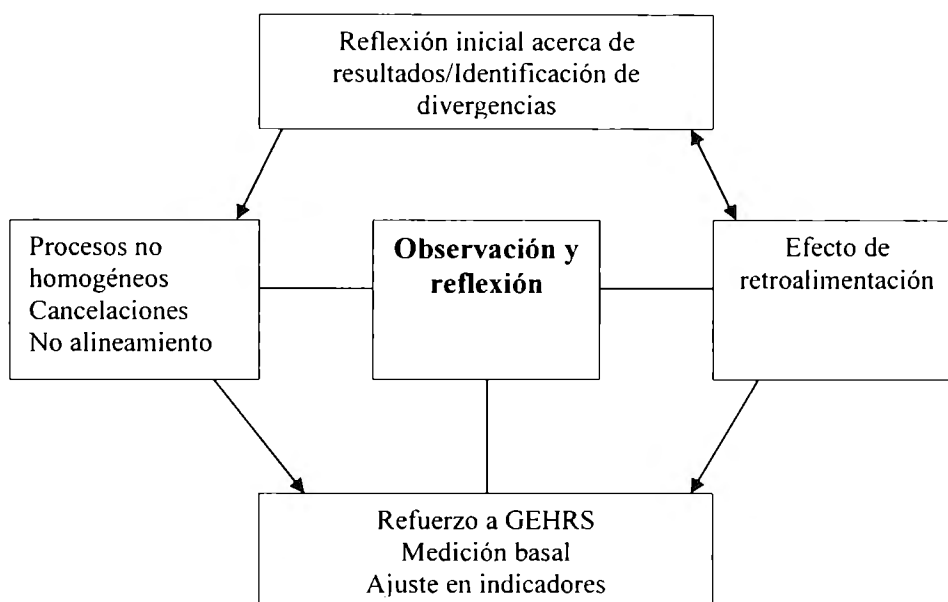 Reflexión inicial acerca de
resultados/Identificación de
divergencias
Procesos no
homogéneos
Cancelaciones
No alineamiento
Observación y
reflexión
Efecto de
retroalimentación
Refuerzo a GEHRS
Medición basal
Ajuste en indicadores